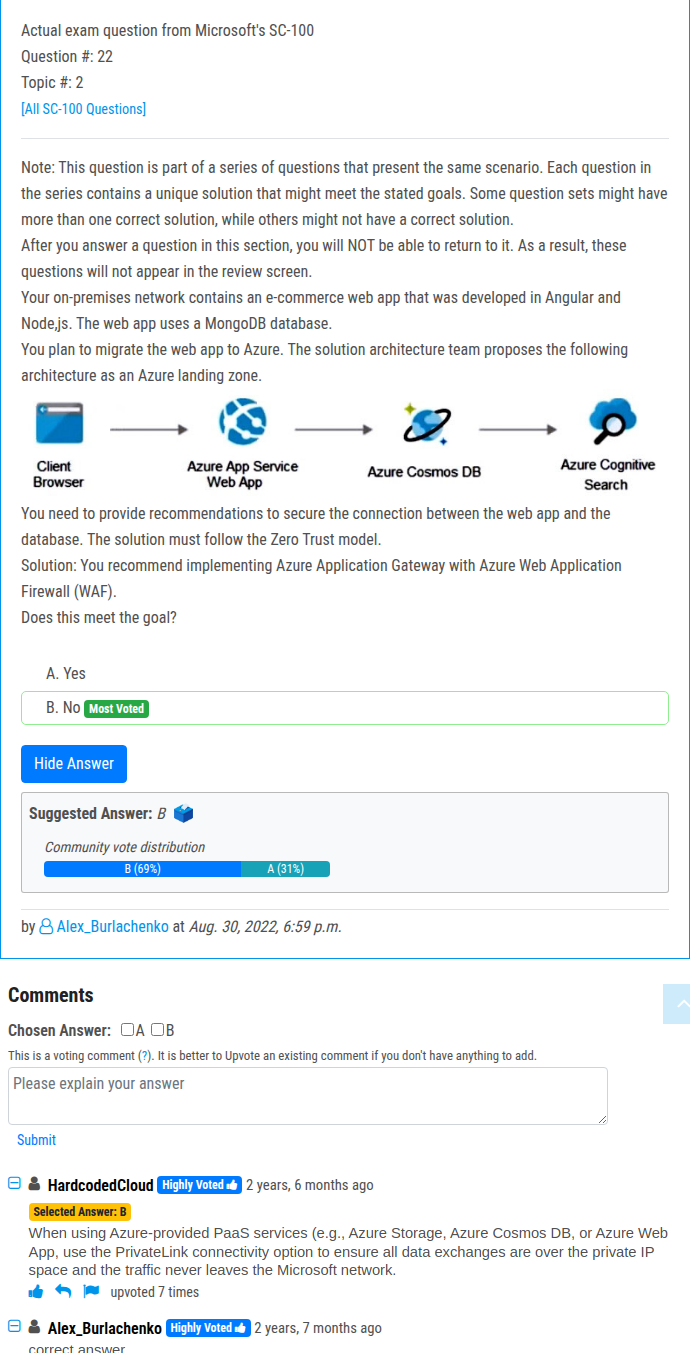 Actual exam question from Microsoft's SC-100
Question #: 22
Topic #: 2
[All SC-100 Questions]
Note: This question is part of a series of questions that present the same scenario. Each question in
the series contains a unique solution that might meet the stated goals. Some question sets might have
more than one correct solution, while others might not have a correct solution.
After you answer a question in this section, you will NOT be able to return to it. As a result, these
questions will not appear in the review screen.
Your on-premises network contains an e-commerce web app that was developed in Angular and
Node,js. The web app uses a MongoDB database.
You plan to migrate the web app to Azure. The solution architecture team proposes the following
architecture as an Azure landing zone.
Client
Browser
Azure App Service
Web App
Azure Cosmos DB
Azure Cognitive
Search
You need to provide recommendations to secure the connection between the web app and the
database. The solution must follow the Zero Trust model.
Solution: You recommend implementing Azure Application Gateway with Azure Web Application
Firewall (WAF).
Does this meet the goal?
A. Yes
B. No Most Voted
Hide Answer
Suggested Answer: B
Community vote distribution
B (69%) A (31%)
by Alex_Burlachenko at Aug. 30, 2022, 6:59 p.m.
Comments
Chosen Answer: A B
This is a voting comment (?). It is better to Upvote an existing comment if you don't have anything to add.
Please explain your answer
Submit
HardcodedCloud Highly Voted 2 years, 6 months ago
Selected Answer: B
When using Azure-provided PaaS services (e.g., Azure Storage, Azure Cosmos DB, or Azure Web
App, use the PrivateLink connectivity option to ensure all data exchanges are over the private IP
space and the traffic never leaves the Microsoft network.
upvoted 7 times
Alex_Burlachenko Highly Voted 2 years, 7 months ago
correct answer